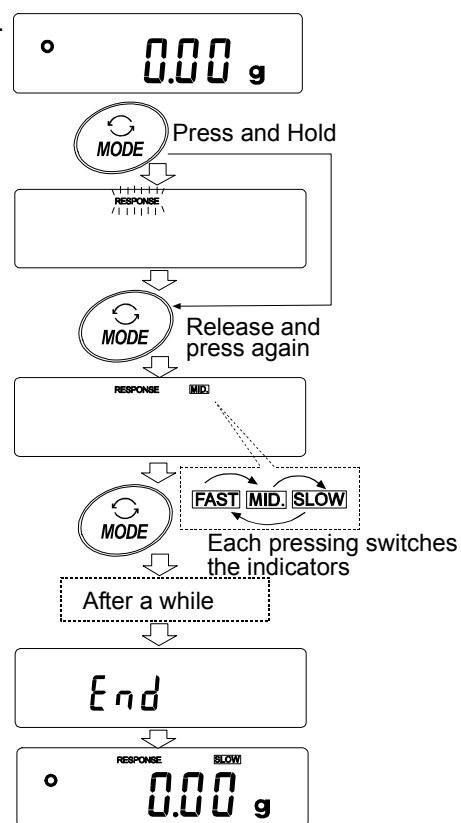 0.00 g
MODE
Press and Hold
RESPONSE
MODE
Release and
press again
RESPONSE MID.
FAST MID. SLOW
MODE
Each pressing switches
the indicators
After a while
End
RESPONSE SLOW
0.00 g